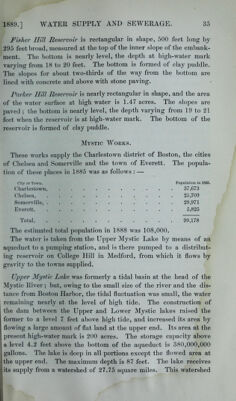 1889.] WATER SUPPLY AND SEWERAGE. 35
Fisher Hill Reservoir is rectangular in shape, 500 feet long by
295 feet broad, measured at the top of the inner slope of the embank-
ment. The bottom is nearly level, the depth at high-water mark
varying from 18 to 20 feet. The bottom is formed of clay puddle.
The slopes for about two-thirds of the way from the bottom are
lined with concrete and above with stone paving.
Parker Hill Reservoir is nearly rectangular in shape, and the area
of the water surface at high water is 1.47 acres. The slopes are
paved; the bottom is nearly level, the depth varying from 19 to 21
feet when the reservoir is at high-water mark. The bottom of the
reservoir is formed of clay puddle.
MYSTIC WORKS.
These works supply the Charlestown district of Boston, the cities
of Chelsea and Somerville and the town of Everett. The popula-
tion of these places in 1885 was as follows: —
City or Town. Population in 1885.
Charlestown, . . . . . . . . . . 37,673
Chelsea, . . . . . . . . . . 25,709
Somerville, . . . . . . . . . . 29,971
Everett, . . . . . . . . . . 5,825
Total, . . . . . . . . . . 99,178
The estimated total population in 1888 was 108,000.
The water is taken from the Upper Mystic Lake by means of an
aqueduct to a pumping station, and is there pumped to a distribut-
ing reservoir on College Hill in Medford, from which it flows by
gravity to the towns supplied.
Upper Mystic Lake was formerly a tidal basin at the head of the
Mystic River; but, owing to the small size of the river and the dis-
tance from Boston Harbor, the tidal fluctuation was small, the water
remaining nearly at the level of high tide. The construction of
the dam between the Upper and Lower Mystic lakes raised the
former to a level 7 feet above high tide, and increased its area by
flowing a large amount of flat land at the upper end. Its area at the
present high-water mark is 200 acres. The storage capacity above
a level 4.2 feet above the bottom of the aqueduct is 380,000,000
gallons. The lake is deep in all portions except the flowed area at
the upper end. The maximum depth is 87 feet. The lake receives
its supply from a watershed of 27.75 square miles. This watershed